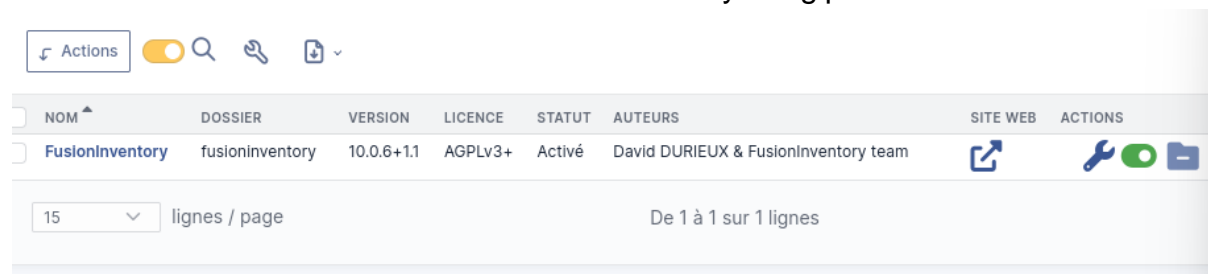 Actions
NOM DOSSIER VERSION LICENCE STATUT AUTEURS SITE WEB ACTIONS
FusionInventory fusioninventory 10.0.6+1.1 AGPLv3+ Activé David DURIEUX & FusionInventory team
15 lignes / page De 1 à 1 sur 1 lignes